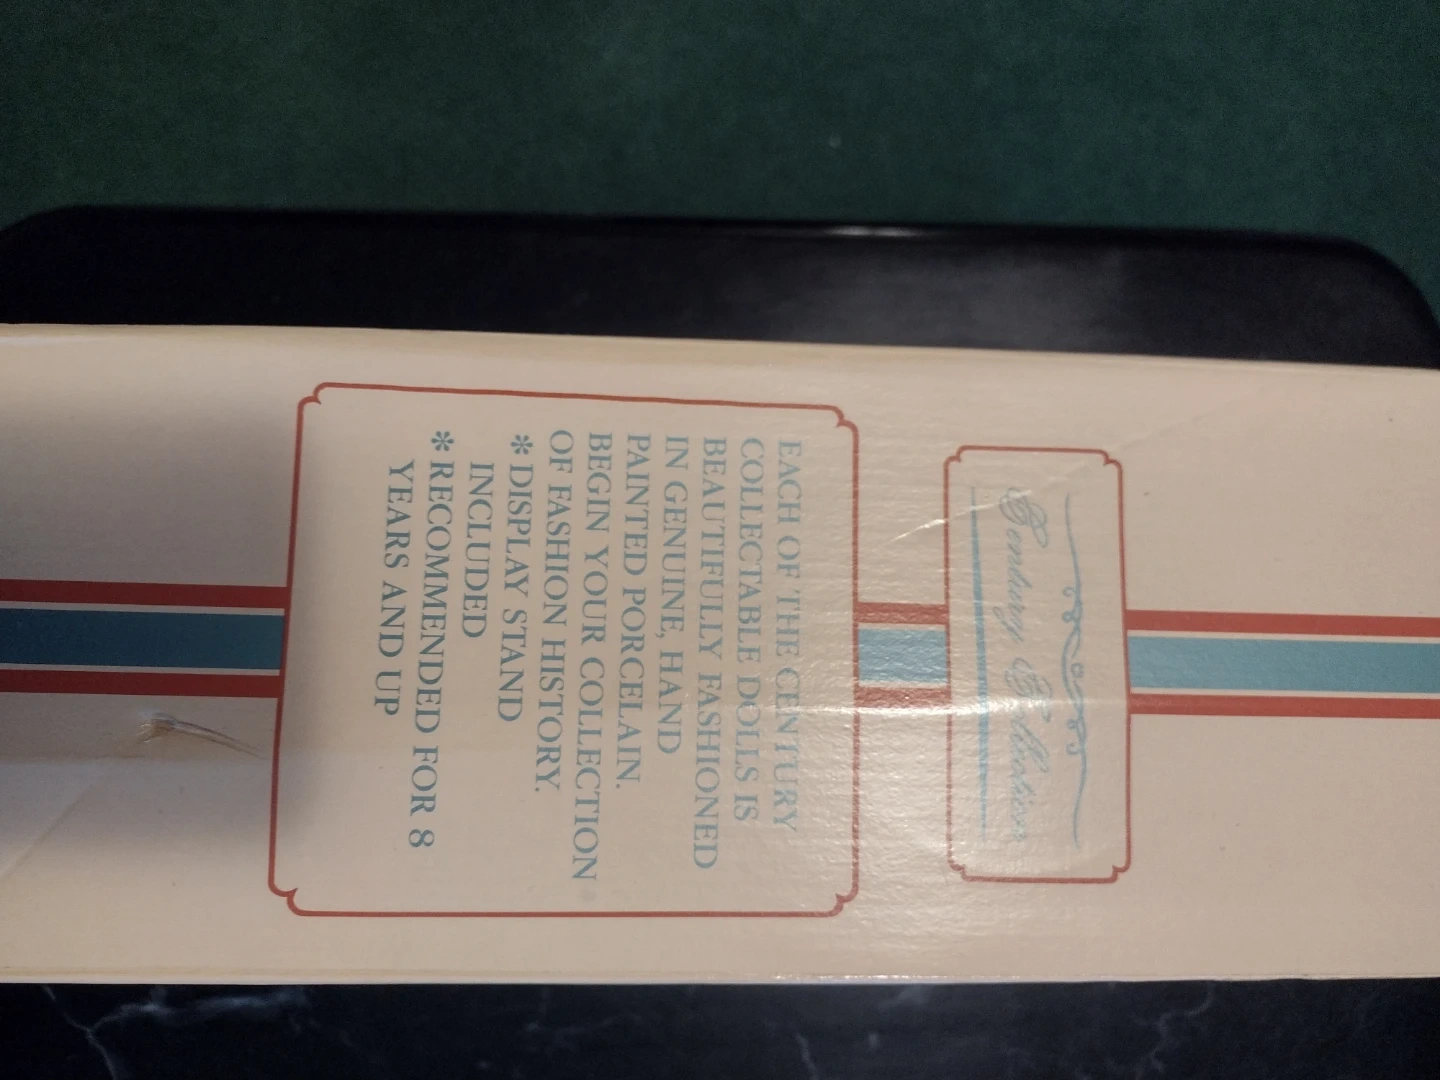 Century Collection
EACH OF THE CENTURY
COLLECTABLE DOLLS IS
BEAUTIFULLY FASHIONED
IN GENUINE, HAND
PAINTED PORCELAIN.
BEGIN YOUR COLLECTION
OF FASHION HISTORY.
* DISPLAY STAND
INCLUDED
* RECOMMENDED FOR 8
YEARS AND UP